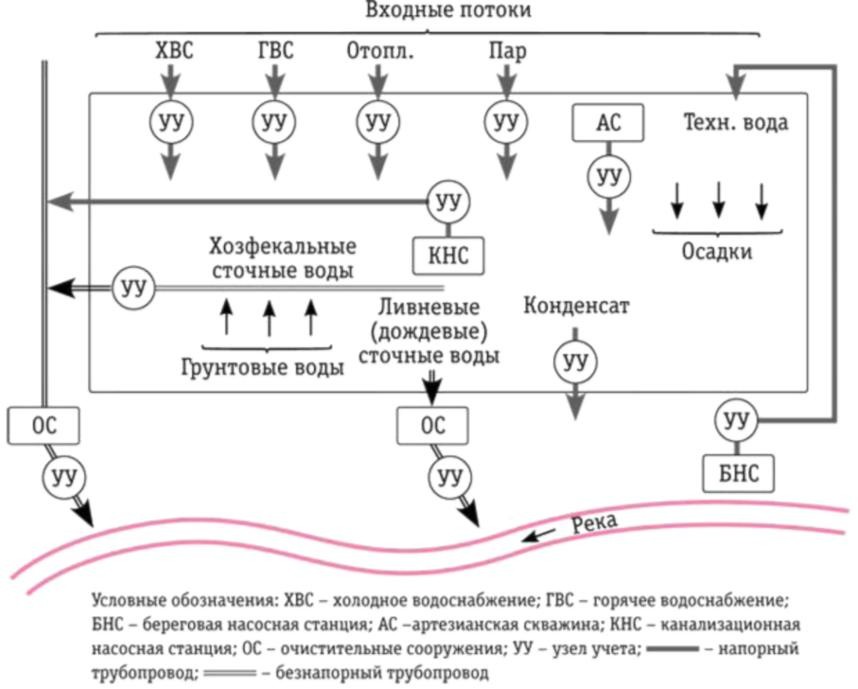 Входные потоки
ХВС
ГВС
Отопл.
Пар
УУ
УУ
УУ
УУ
АС
Техн. вода
УУ
УУ
КНС
Осадки
Хозфекальные
сточные воды
УУ
Ливневые
(дождевые)
сточные воды
Конденсат
Грунтовые воды
УУ
ОС
ОС
УУ
УУ
УУ
БНС
Река
Условные обозначения: ХВС – холодное водоснабжение; ГВС – горячее водоснабжение;
БНС – береговая насосная станция; АС –артезианская скважина; КНС – канализационная
насосная станция; ОС – очистительные сооружения; УУ – узел учета; – напорный
трубопровод; – безнапорный трубопровод